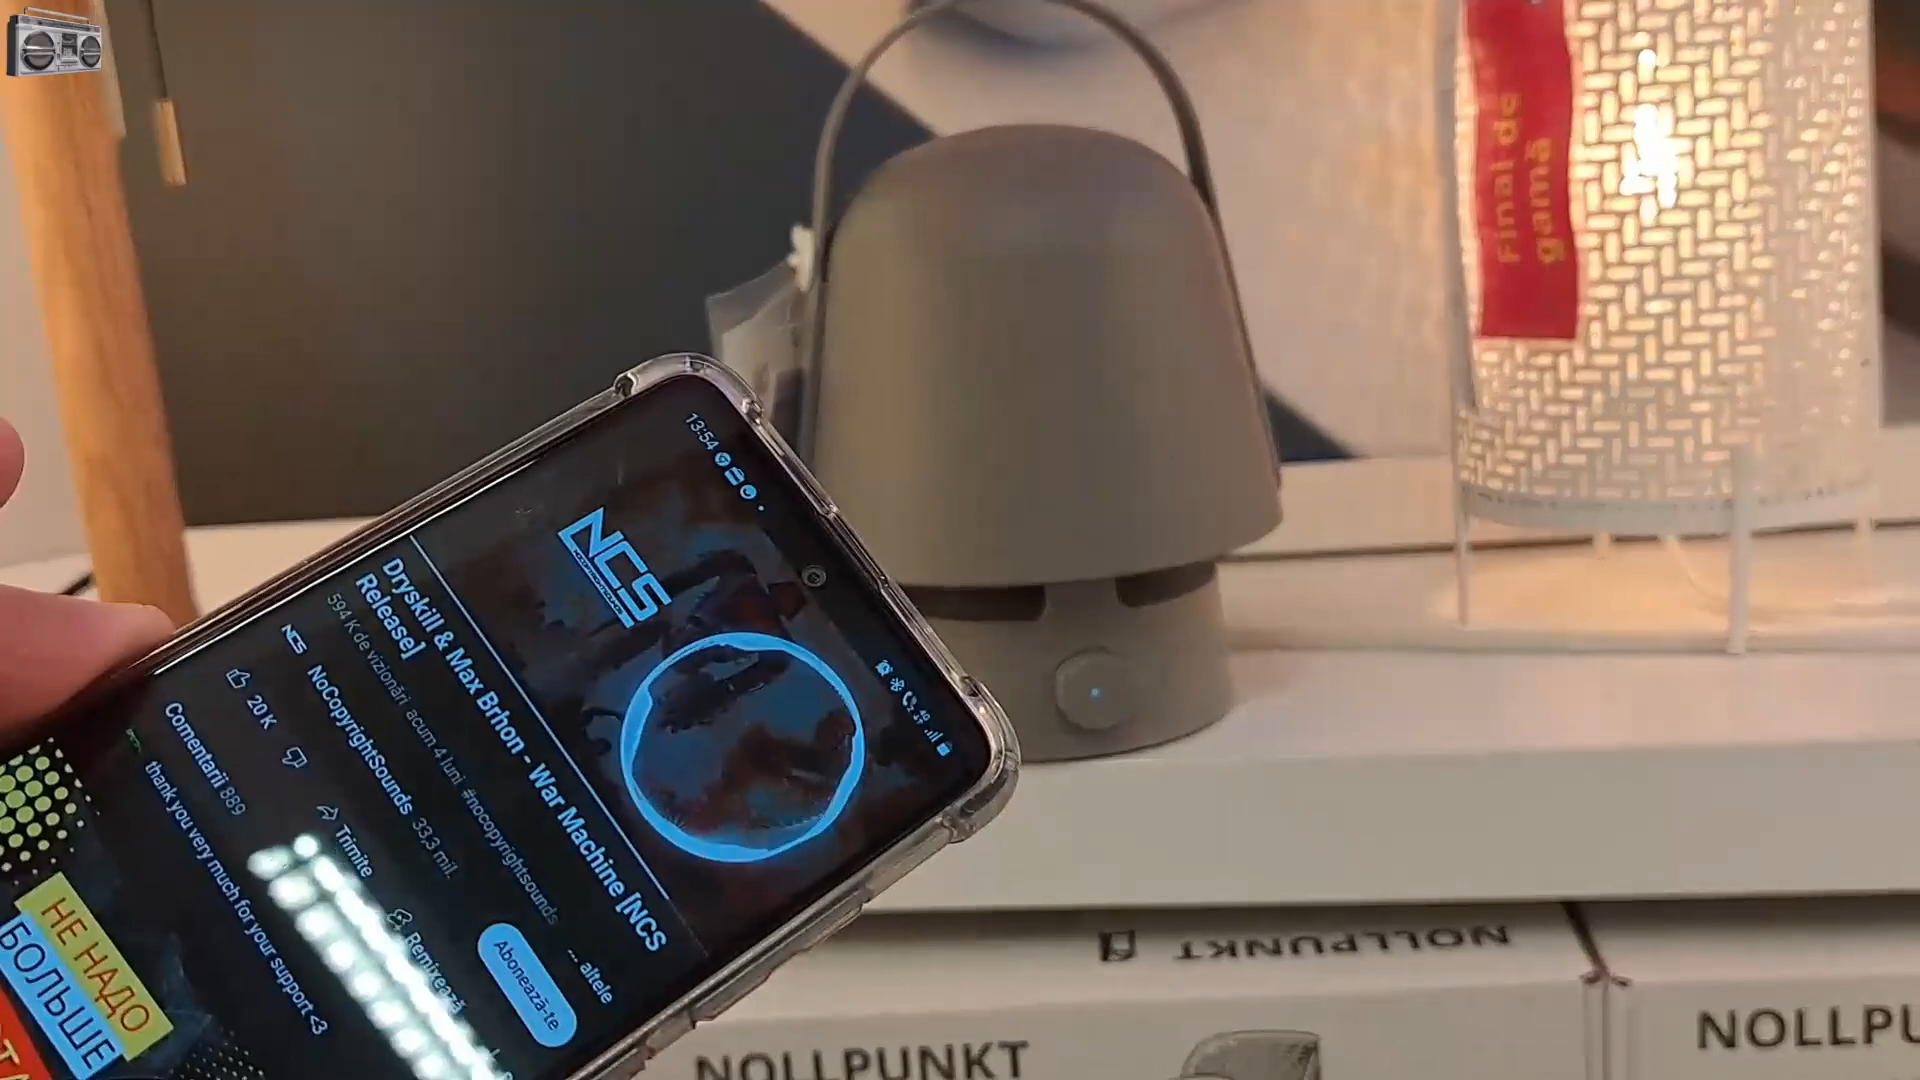 13:54
NCS
Dryskill & Max Brhon - War Machine [NCS
Release]
594 K de vizionări acum 4 luni #nocopyrightsounds ... altele
NCS NoCopyrightSounds 33,3 mil.
Abonează-te
20 K
Trimite
Remixează
Comentarii 889
thank you very much for your support <3
НЕ НАДО
БОЛЬШЕ
Final de
gamă
NOLLPUNKT
NOLLPUNKT
NOLLPU